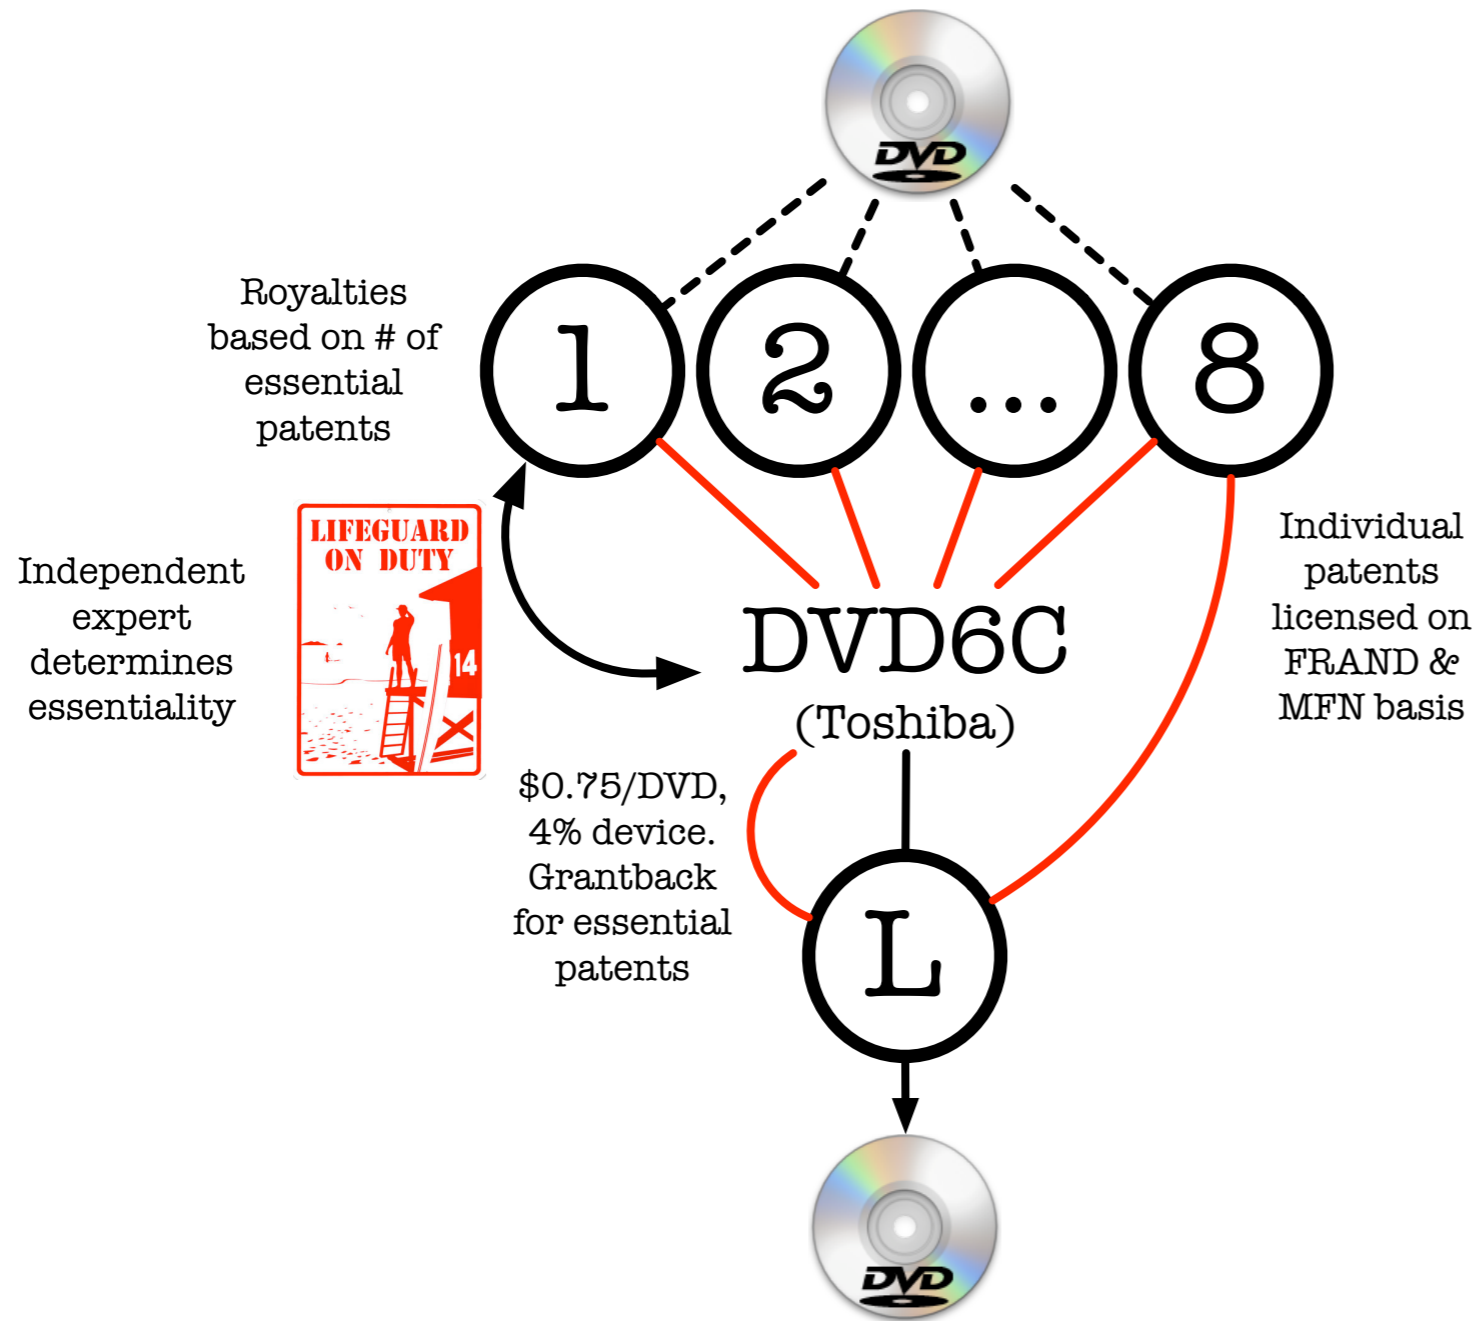 DVD
Royalties
based on # of
essential
patents
1
2
...
8
LIFEGUARD
ON DUTY
14
Independent
expert
determines
essentiality
Individual
patents
licensed on
FRAND &
MFN basis
DVD6C
(Toshiba)
$0.75/DVD,
4% device.
Grantback
for essential
patents
L
DVD